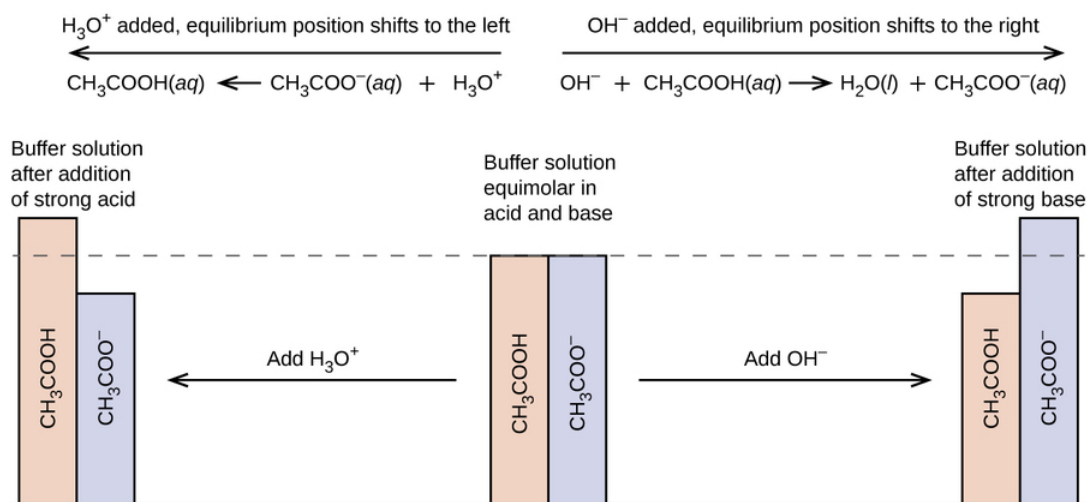 H₃O⁺ added, equilibrium position shifts to the left
OH⁻ added, equilibrium position shifts to the right
CH₃COOH(aq) ⟵ CH₃COO⁻(aq) + H₃O⁺
OH⁻ + CH₃COOH(aq) ⟶ H₂O(l) + CH₃COO⁻(aq)
Buffer solution
after addition
of strong acid
Buffer solution
equimolar in
acid and base
Buffer solution
after addition
of strong base
CH₃COOH
CH₃COO⁻
Add H₃O⁺
CH₃COOH
CH₃COO⁻
Add OH⁻
CH₃COOH
CH₃COO⁻